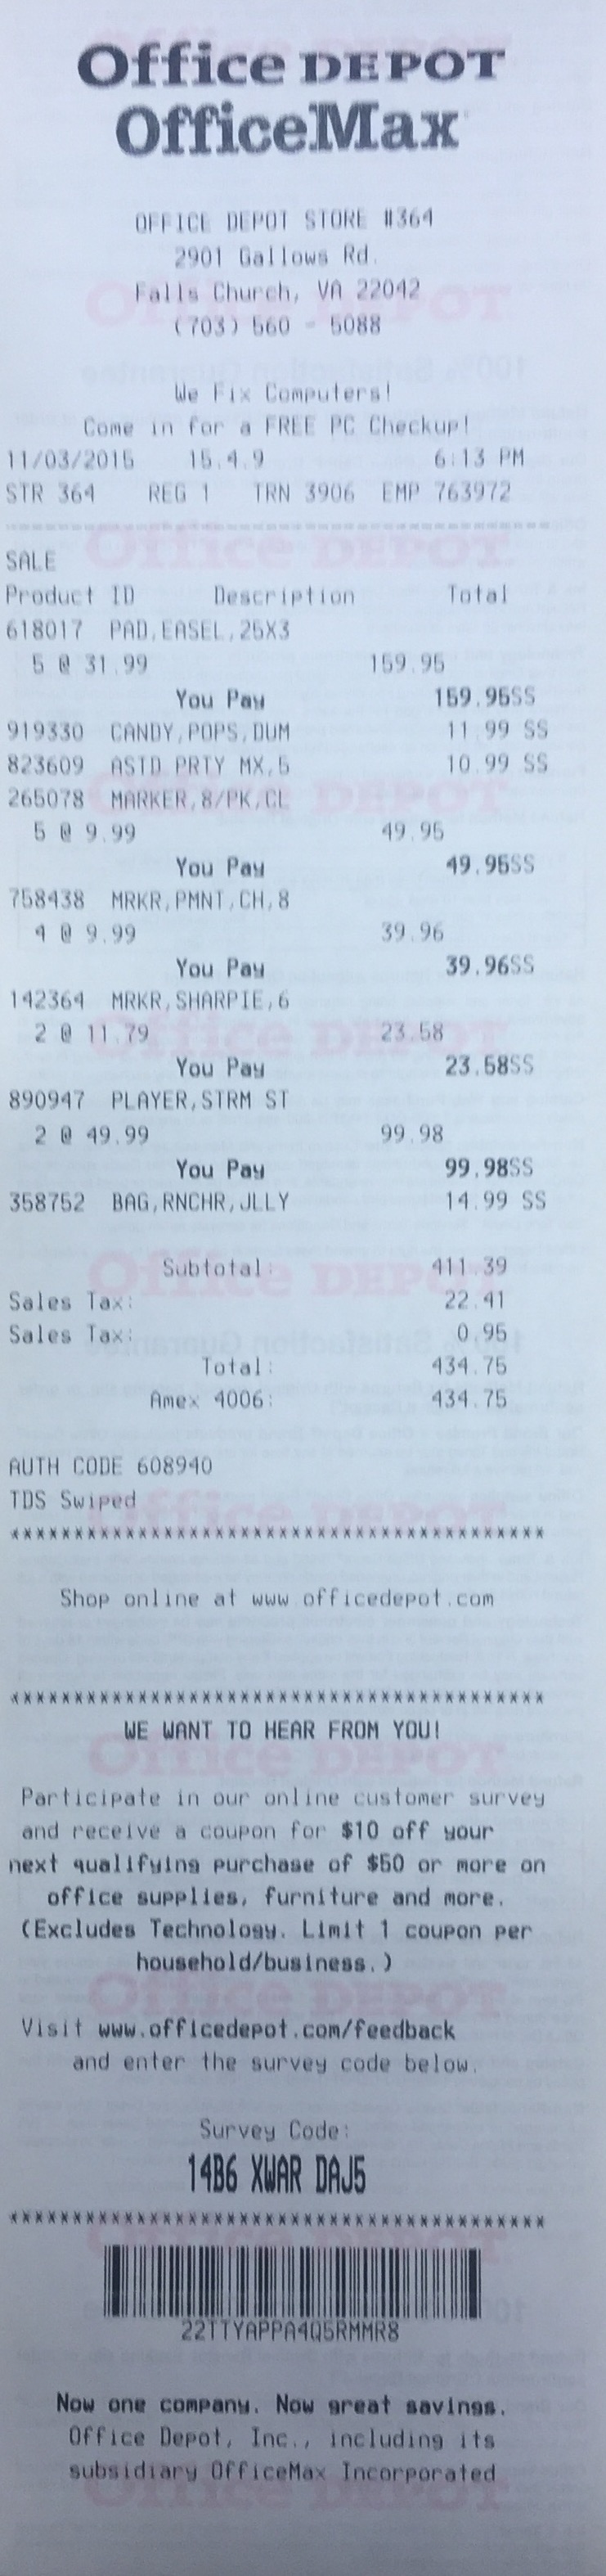 Office DEPOT
OfficeMax
OFFICE DEPOT STORE #364
2901 Gallows Rd.
Falls Church, VA 22042
(703) 560 - 5088
We Fix Computers!
Come in for a FREE PC Checkup!
11/03/2015 15.4.9 6:13 PM
STR 364 REG 1 TRN 3906 EMP 763972
SALE
Product ID Description Total
618017 PAD,EASEL,25X3
5 @ 31.99 159.95
You Pay 159.95SS
919330 CANDY,POPS,DUM 11.99 SS
823609 ASTD PRTY MX,5 10.99 SS
265078 MARKER,8/PK,CL
5 @ 9.99 49.95
You Pay 49.95SS
758438 MRKR,PMNT,CH,8
4 @ 9.99 39.96
You Pay 39.96SS
142364 MRKR,SHARPIE,6
2 @ 11.79 23.58
You Pay 23.58SS
890947 PLAYER,STRM ST
2 @ 49.99 99.98
You Pay 99.98SS
358752 BAG,RNCHR,JLLY 14.99 SS
Subtotal: 411.39
Sales Tax: 22.41
Sales Tax: 0.95
Total: 434.75
Amex 4006: 434.75
AUTH CODE 608940
TDS Swiped
******************************************
Shop online at www.officedepot.com
******************************************
WE WANT TO HEAR FROM YOU!
Participate in our online customer survey
and receive a coupon for $10 off your
next qualifying purchase of $50 or more on
office supplies, furniture and more.
(Excludes Technology. Limit 1 coupon per
household/business.)
Visit www.officedepot.com/feedback
and enter the survey code below.
Survey Code:
14B6 XWAR DAJ5
******************************************
22TTYAPPA4Q5RMMR8
Now one company. Now great savings.
Office Depot, Inc., including its
subsidiary OfficeMax Incorporated